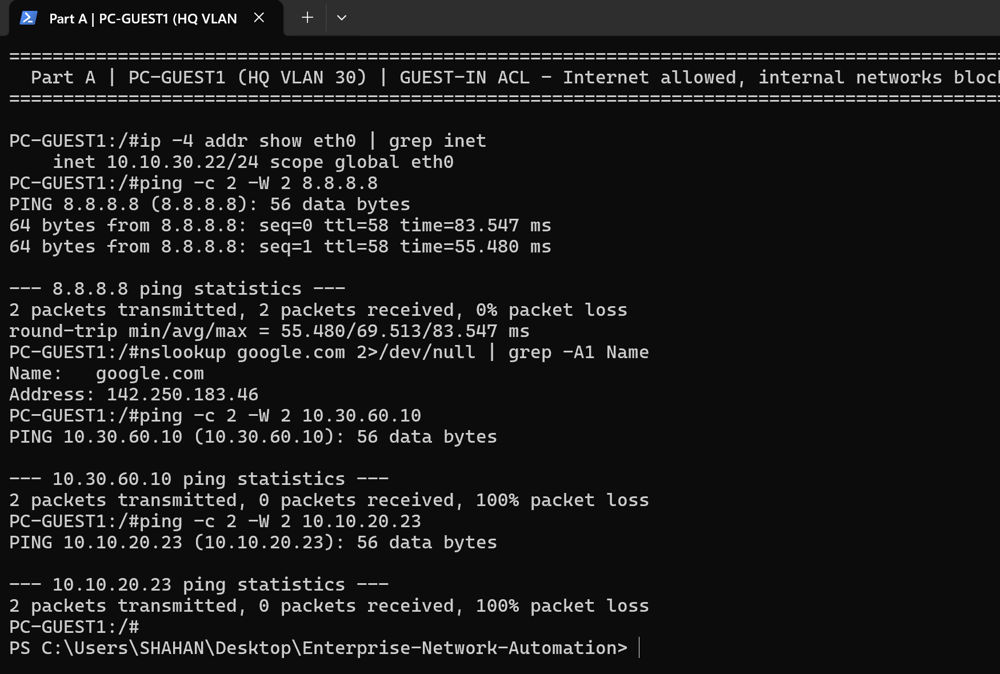 Part A | PC-GUEST1 (HQ VLAN
================================================================================
Part A | PC-GUEST1 (HQ VLAN 30) | GUEST-IN ACL - Internet allowed, internal networks bloc
================================================================================
PC-GUEST1:/#ip -4 addr show eth0 | grep inet
    inet 10.10.30.22/24 scope global eth0
PC-GUEST1:/#ping -c 2 -W 2 8.8.8.8
PING 8.8.8.8 (8.8.8.8): 56 data bytes
64 bytes from 8.8.8.8: seq=0 ttl=58 time=83.547 ms
64 bytes from 8.8.8.8: seq=1 ttl=58 time=55.480 ms
--- 8.8.8.8 ping statistics ---
2 packets transmitted, 2 packets received, 0% packet loss
round-trip min/avg/max = 55.480/69.513/83.547 ms
PC-GUEST1:/#nslookup google.com 2>/dev/null | grep -A1 Name
Name:   google.com
Address: 142.250.183.46
PC-GUEST1:/#ping -c 2 -W 2 10.30.60.10
PING 10.30.60.10 (10.30.60.10): 56 data bytes
--- 10.30.60.10 ping statistics ---
2 packets transmitted, 0 packets received, 100% packet loss
PC-GUEST1:/#ping -c 2 -W 2 10.10.20.23
PING 10.10.20.23 (10.10.20.23): 56 data bytes
--- 10.10.20.23 ping statistics ---
2 packets transmitted, 0 packets received, 100% packet loss
PC-GUEST1:/#
PS C:\Users\SHAHAN\Desktop\Enterprise-Network-Automation>